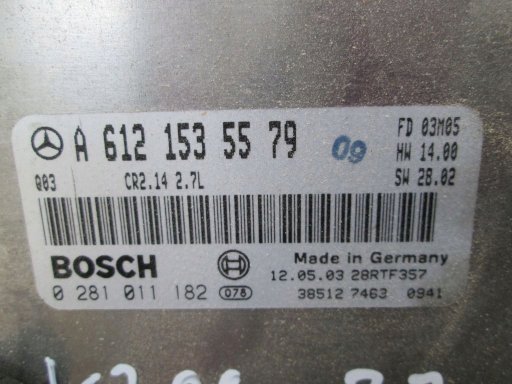 A 612 153 55 79 09 FD 03M05
HW 14.00
Q03 CR2.14 2.7L SW 28.02
BOSCH Made in Germany
12.05.03 28RTF357
0 281 011 182 078 38512 7463 0941